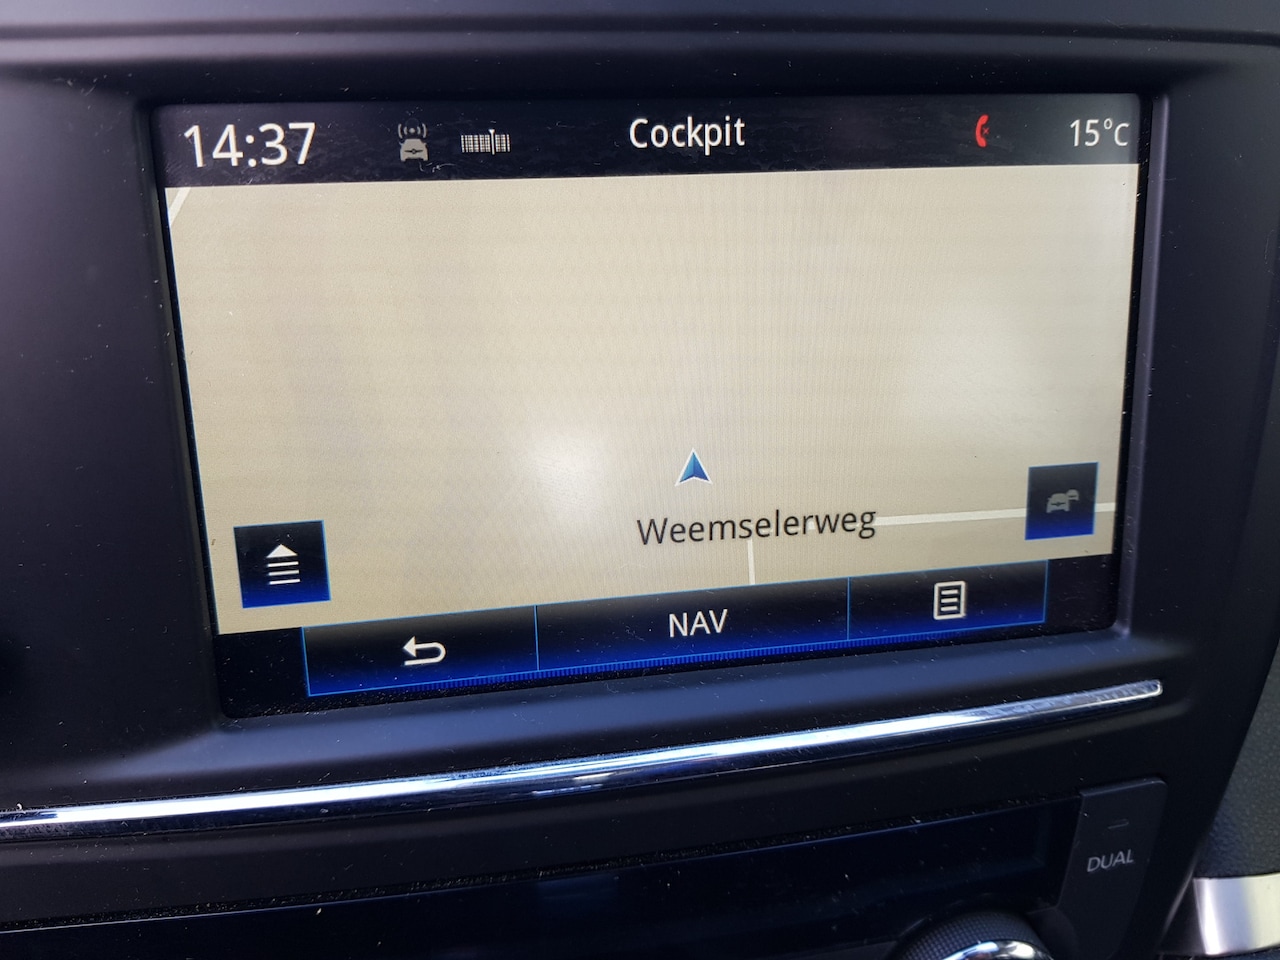 14:37 Cockpit 15°C
Weemselerweg
NAV
DUAL